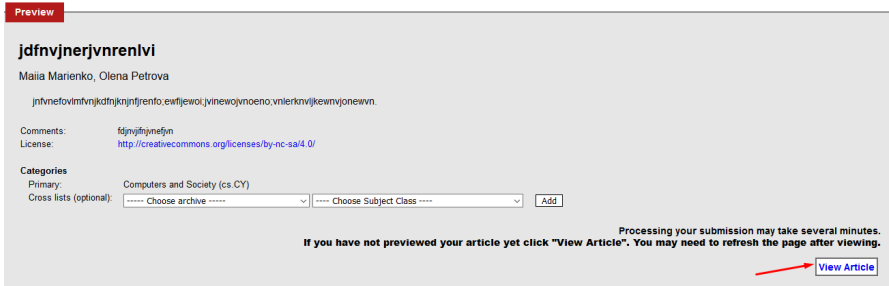 Preview
jdfnvjnerjvnrenlvi
Maiia Marienko, Olena Petrova
jnfvnefovlmfvnjkdfnjknjnfjrenfo;ewfljewoi;jvinewojvnoeno;vnlerknvljkewnvjonewvn.
Comments: fdjnvjifnjvnefjvn
License: http://creativecommons.org/licenses/by-nc-sa/4.0/
Categories
Primary: Computers and Society (cs.CY)
Cross lists (optional): ----- Choose archive ----- ---- Choose Subject Class ---- Add
Processing your submission may take several minutes.
If you have not previewed your article yet click "View Article". You may need to refresh the page after viewing.
View Article